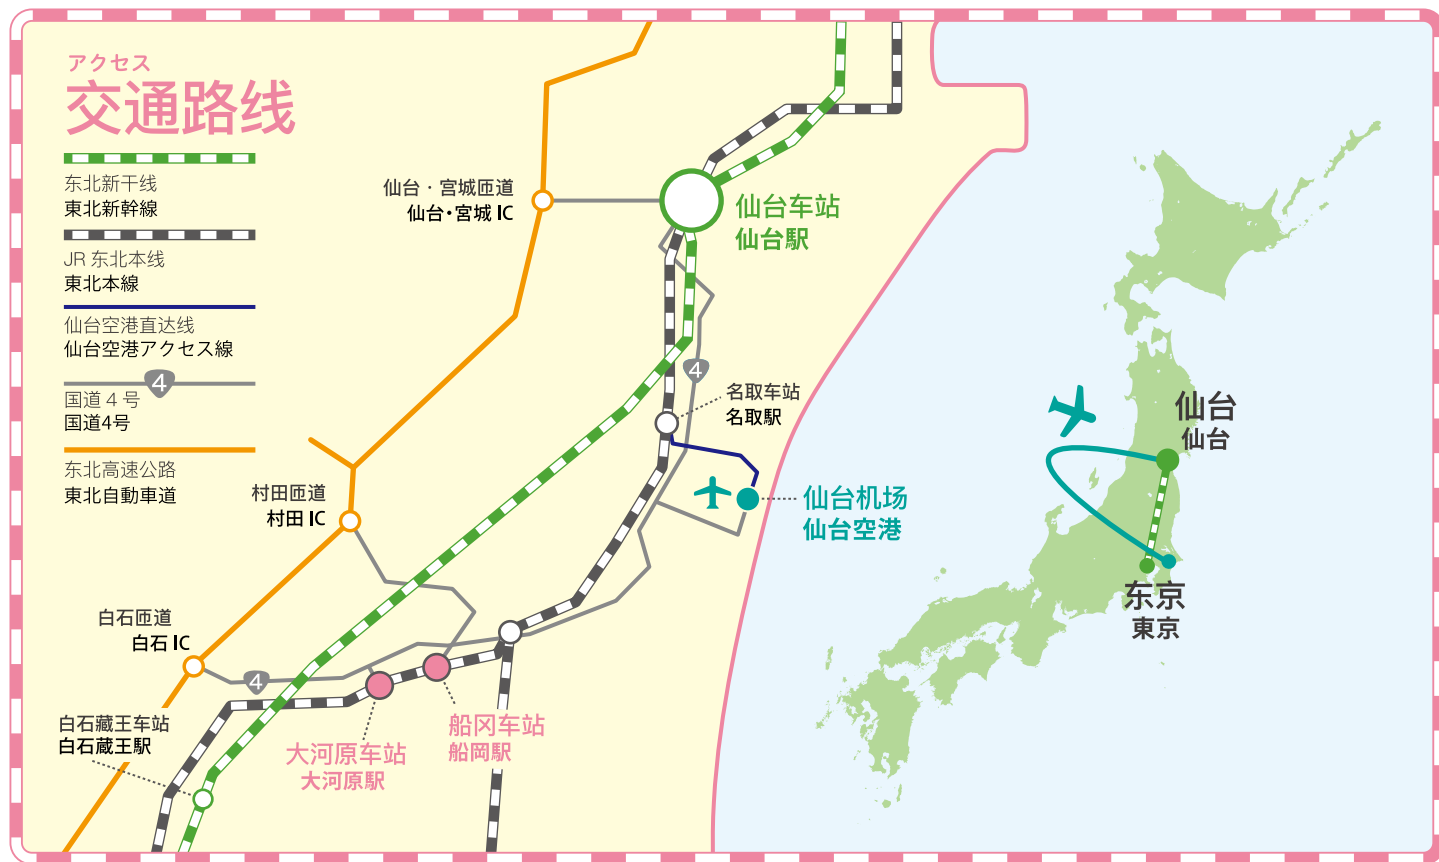 アクセス
交通路线
东北新干线
東北新幹線
JR 东北本线
東北本線
仙台空港直达线
仙台空港アクセス線
4
国道 4 号
国道4号
东北高速公路
東北自動車道
仙台・宮城匝道
仙台・宮城 IC
仙台车站
仙台駅
4
名取车站
名取駅
仙台机场
仙台空港
村田匝道
村田 IC
白石匝道
白石 IC
4
白石藏王车站
白石蔵王駅
船冈车站
船岡駅
大河原车站
大河原駅
仙台
仙台
东京
東京